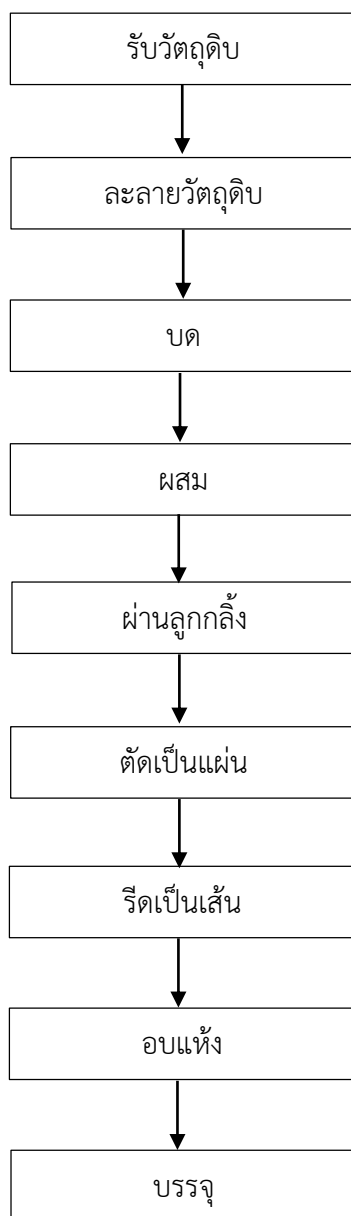 รับวัตถุดิบ
ละลายวัตถุดิบ
บด
ผสม
ผ่านลูกกลิ้ง
ตัดเป็นแผ่น
รีดเป็นเส้น
อบแห้ง
บรรจุ